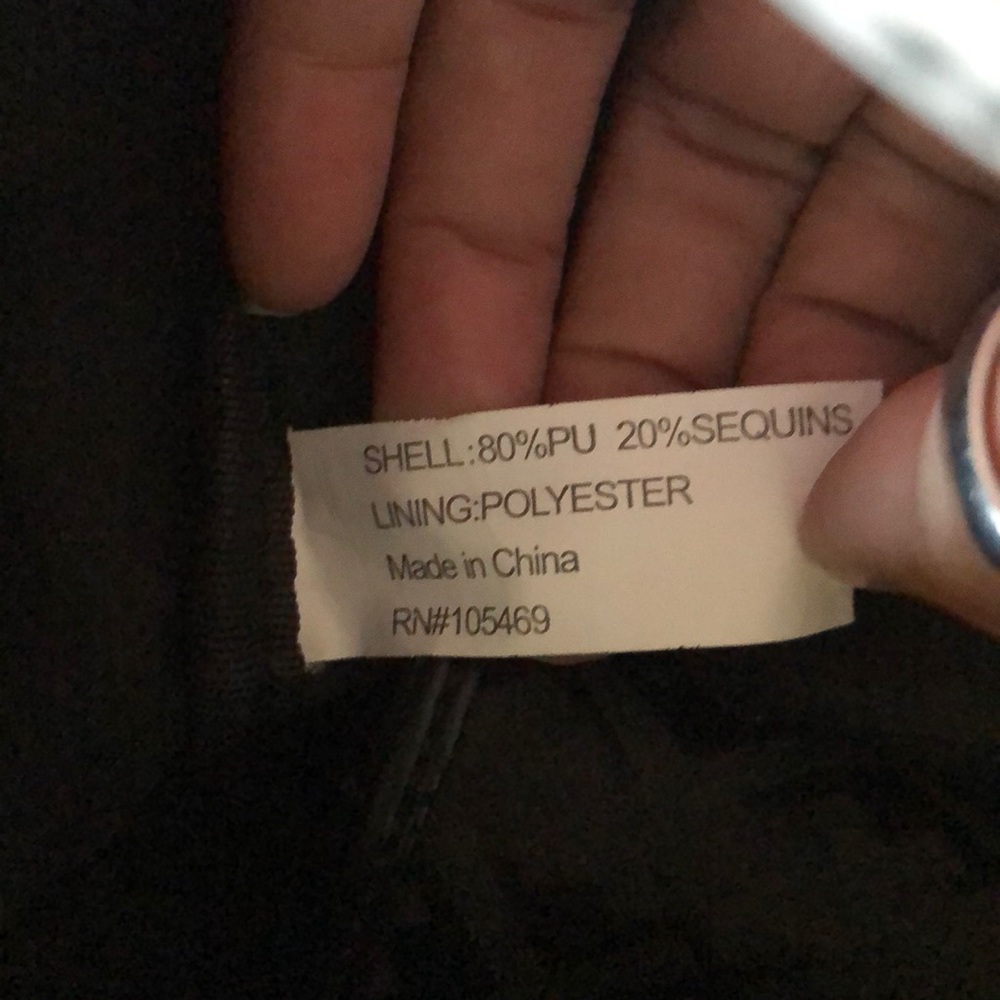 SHELL:80%PU 20%SEQUINS
LINING:POLYESTER
Made in China
RN#105469